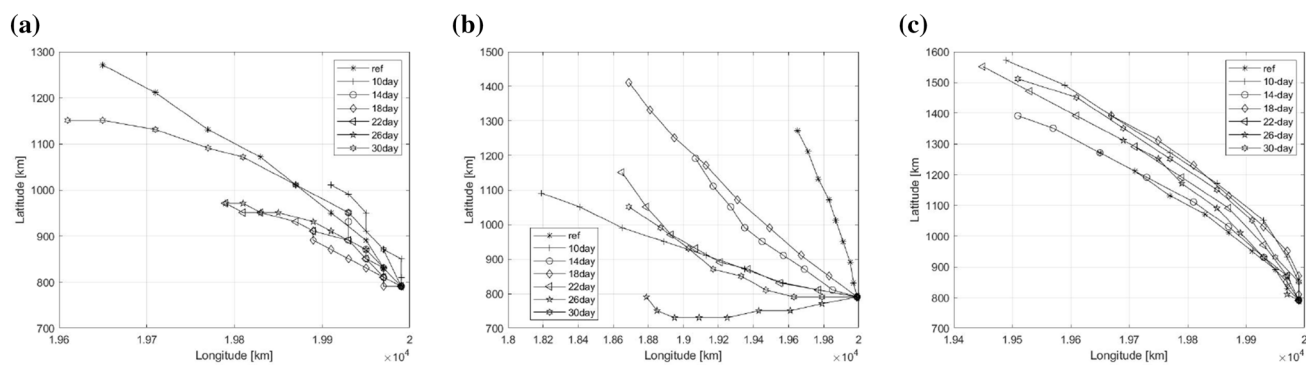 (a)
1300
1200
1100
1000
900
800
700
Latitude [km]
1.96
1.97
1.98
1.99
2
Longitude [km]
×10⁴
ref
10day
14day
18day
22day
26day
30day
(b)
1500
1400
1300
1200
1100
1000
900
800
700
Latitude [km]
1.8
1.82
1.84
1.86
1.88
1.9
1.92
1.94
1.96
1.98
2
Longitude [km]
×10⁴
ref
10day
14day
18day
22day
26day
30day
(c)
1600
1500
1400
1300
1200
1100
1000
900
800
700
Latitude [km]
1.94
1.95
1.96
1.97
1.98
1.99
2
Longitude [km]
×10⁴
ref
10-day
14-day
18-day
22-day
26-day
30-day